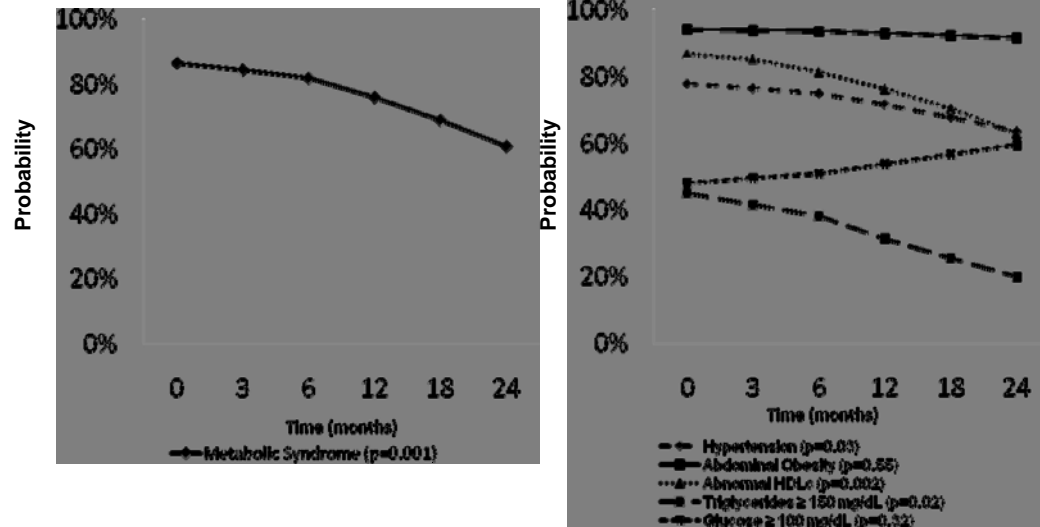 100%
80%
60%
40%
20%
0%
Probability
0 3 6 12 18 24
Time (months)
Metabolic Syndrome (p=0.001)
100%
80%
60%
40%
20%
0%
Probability
0 3 6 12 18 24
Time (months)
Hypertension (p=0.03)
Abdominal Obesity (p=0.55)
Abnormal HDLc (p=0.002)
Triglycerides ≥ 150 mg/dL (p=0.02)
Glucose ≥ 100 mg/dL (p=0.32)